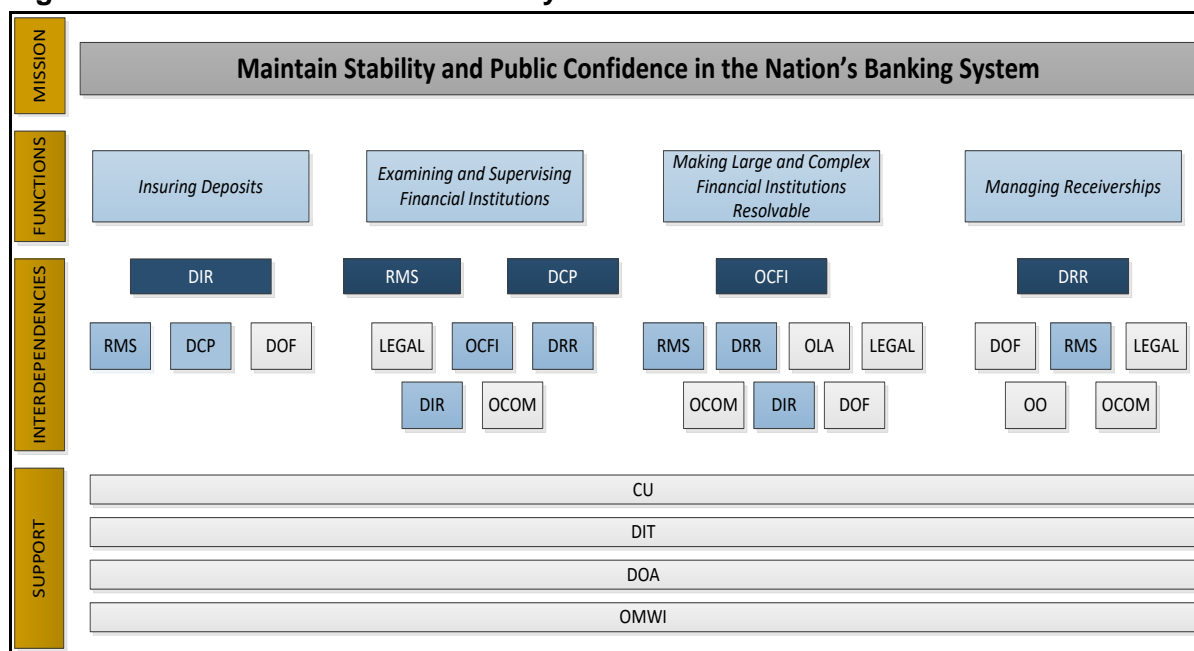 MISSION
Maintain Stability and Public Confidence in the Nation's Banking System
FUNCTIONS
Insuring Deposits
Examining and Supervising
Financial Institutions
Making Large and Complex
Financial Institutions
Resolvable
Managing Receiverships
INTERDEPENDENCIES
DIR
RMS
DCP
OCFI
DRR
RMS
DCP
DOF
LEGAL
OCFI
DRR
RMS
DRR
OLA
LEGAL
DOF
RMS
LEGAL
DIR
OCOM
OCOM
DIR
DOF
OO
OCOM
SUPPORT
CU
DIT
DOA
OMWI